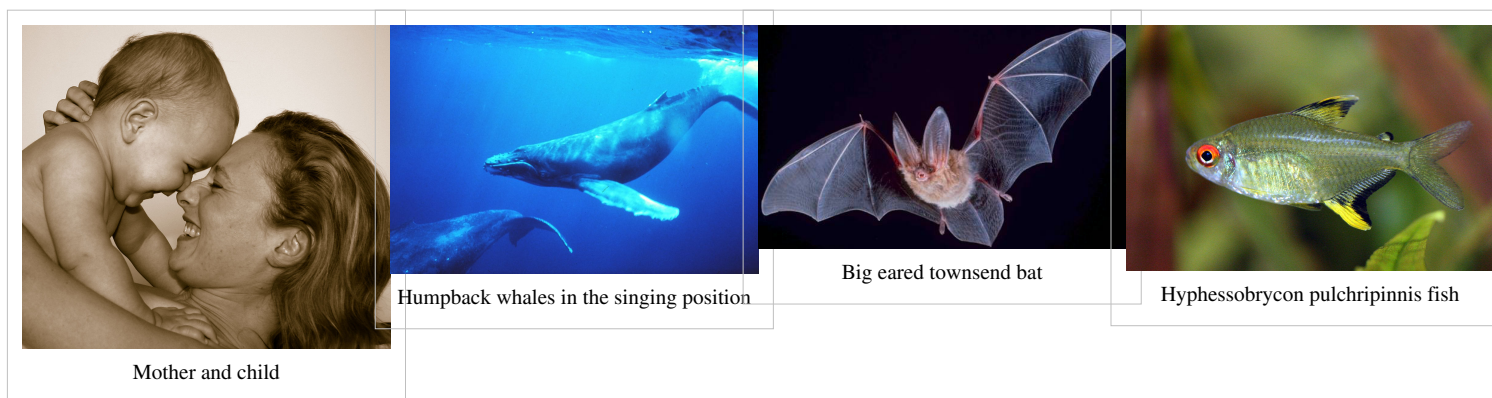 Mother and child
Humpback whales in the singing position
Big eared townsend bat
Hyphessobrycon pulchripinnis fish